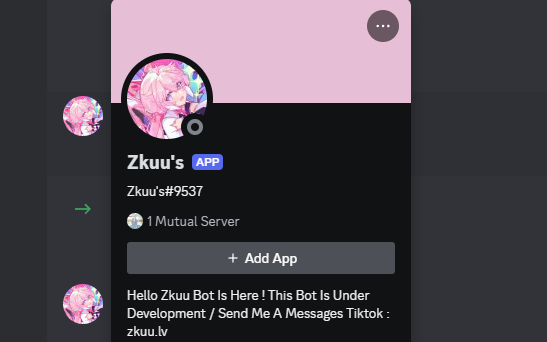 Zkuu's APP
Zkuu's#9537
1 Mutual Server
+ Add App
Hello Zkuu Bot Is Here ! This Bot Is Under
Development / Send Me A Messages Tiktok :
zkuu.lv